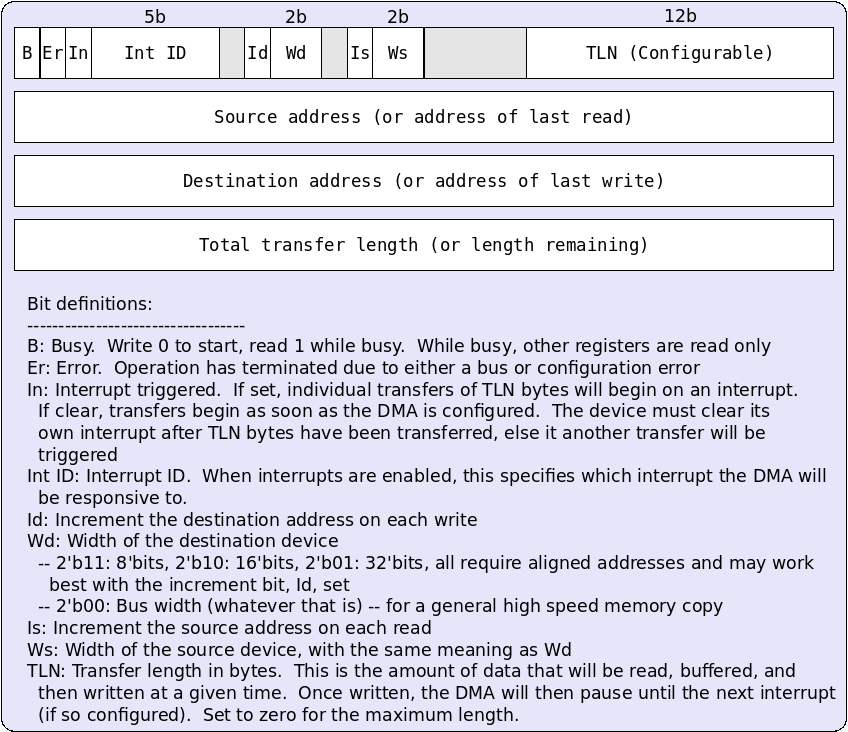 5b 2b 2b 12b
B Er In Int ID Id Wd Is Ws TLN (Configurable)
Source address (or address of last read)
Destination address (or address of last write)
Total transfer length (or length remaining)
Bit definitions:
-----------------------------------
B: Busy.  Write 0 to start, read 1 while busy.  While busy, other registers are read only
Er: Error.  Operation has terminated due to either a bus or configuration error
In: Interrupt triggered.  If set, individual transfers of TLN bytes will begin on an interrupt.
If clear, transfers begin as soon as the DMA is configured.  The device must clear its
own interrupt after TLN bytes have been transferred, else it another transfer will be
triggered
Int ID: Interrupt ID.  When interrupts are enabled, this specifies which interrupt the DMA will
be responsive to.
Id: Increment the destination address on each write
Wd: Width of the destination device
-- 2'b11: 8'bits, 2'b10: 16'bits, 2'b01: 32'bits, all require aligned addresses and may work
best with the increment bit, Id, set
-- 2'b00: Bus width (whatever that is) -- for a general high speed memory copy
Is: Increment the source address on each read
Ws: Width of the source device, with the same meaning as Wd
TLN: Transfer length in bytes.  This is the amount of data that will be read, buffered, and
then written at a given time.  Once written, the DMA will then pause until the next interrupt
(if so configured).  Set to zero for the maximum length.